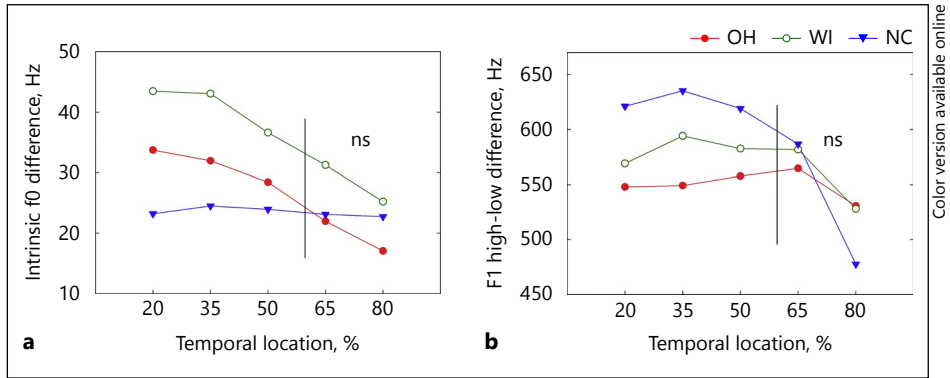 OH WI NC
50
40
30
20
10
Intrinsic f0 difference, Hz
ns
20 35 50 65 80
Temporal location, %
a
650
600
550
500
450
F1 high-low difference, Hz
ns
20 35 50 65 80
Temporal location, %
b
Color version available online